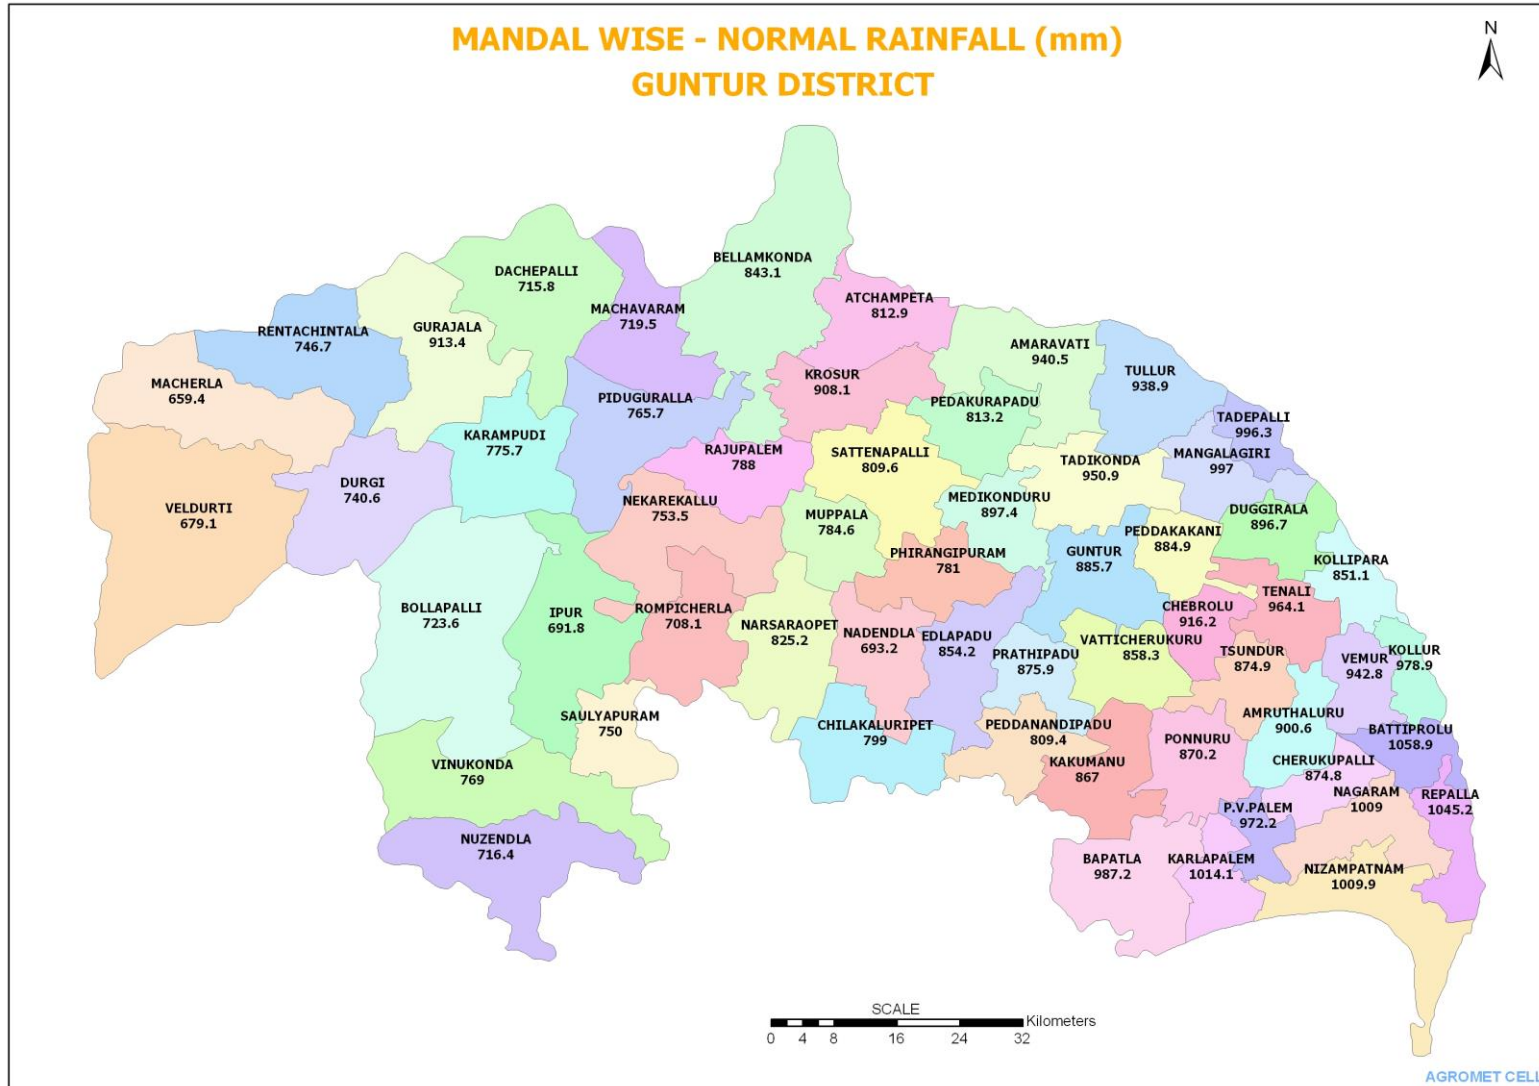 MANDAL WISE - NORMAL RAINFALL (mm)
GUNTUR DISTRICT
N
BELLAMKONDA
843.1
DACHEPALLI
715.8
ATCHAMPETA
812.9
MACHAVARAM
719.5
GURAJALA
913.4
RENTACHINTALA
746.7
AMARAVATI
940.5
TULLUR
938.9
MACHERLA
659.4
KROSUR
908.1
PIDUGURALLA
765.7
PEDAKURAPADU
813.2
TADEPALLI
996.3
KARAMPUDI
775.7
RAJUPALEM
788
SATTENAPALLI
809.6
TADIKONDA
950.9
MANGALAGIRI
997
DURGI
740.6
NEKAREKALLU
753.5
MEDIKONDURU
897.4
VELDURTI
679.1
MUPPALA
784.6
DUGGIRALA
896.7
PEDDAKAKANI
884.9
PHIRANGIPURAM
781
GUNTUR
885.7
KOLLIPARA
851.1
TENALI
964.1
BOLLAPALLI
723.6
IPUR
691.8
ROMPICHERLA
708.1
CHEBROLU
916.2
NARSARAOPET
825.2
NADENDLA
693.2
EDLAPADU
854.2
VATTICHERUKURU
858.3
PRATHIPADU
875.9
TSUNDUR
874.9
VEMUR
942.8
KOLLUR
978.9
SAULYAPURAM
750
CHILAKALURIPET
799
PEDDANANDIPADU
809.4
AMRUTHALURU
900.6
BATTIPROLU
1058.9
PONNURU
870.2
KAKUMANU
867
CHERUKUPALLI
874.8
VINUKONDA
769
NAGARAM
1009
REPALLA
1045.2
P.V.PALEM
972.2
NUZENDLA
716.4
BAPATLA
987.2
KARLAPALEM
1014.1
NIZAMPATNAM
1009.9
SCALE
Kilometers
0 4 8 16 24 32
AGROMET CELL